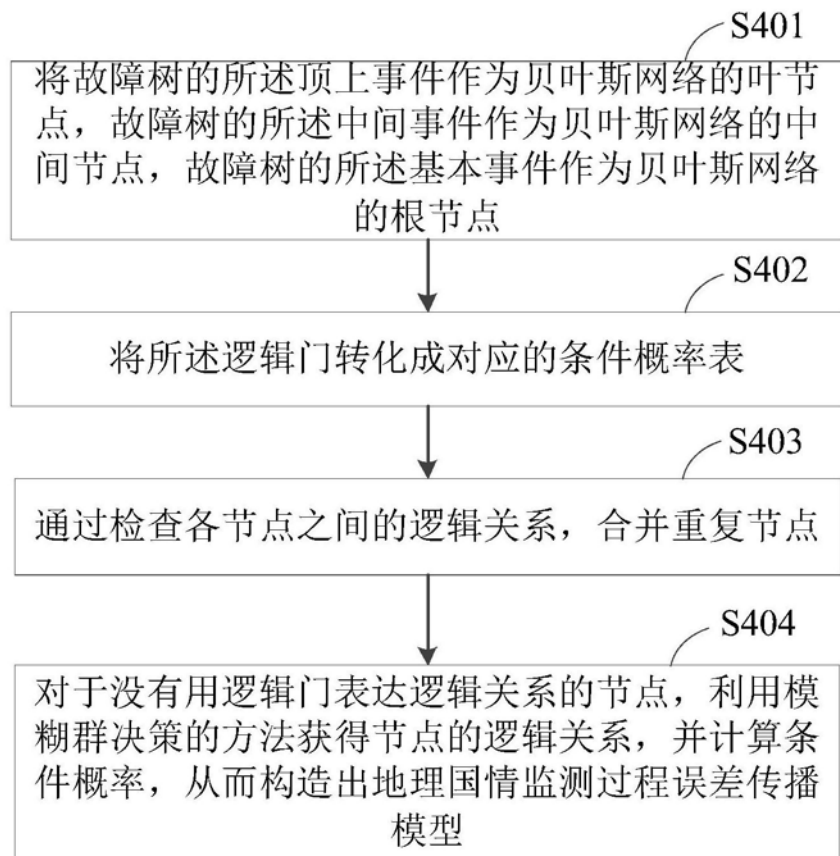 S401
将故障树的所述顶上事件作为贝叶斯网络的叶节
点，故障树的所述中间事件作为贝叶斯网络的中
间节点，故障树的所述基本事件作为贝叶斯网络
的根节点
S402
将所述逻辑门转化成对应的条件概率表
S403
通过检查各节点之间的逻辑关系，合并重复节点
S404
对于没有用逻辑门表达逻辑关系的节点，利用模
糊群决策的方法获得节点的逻辑关系，并计算条
件概率，从而构造出地理国情监测过程误差传播
模型